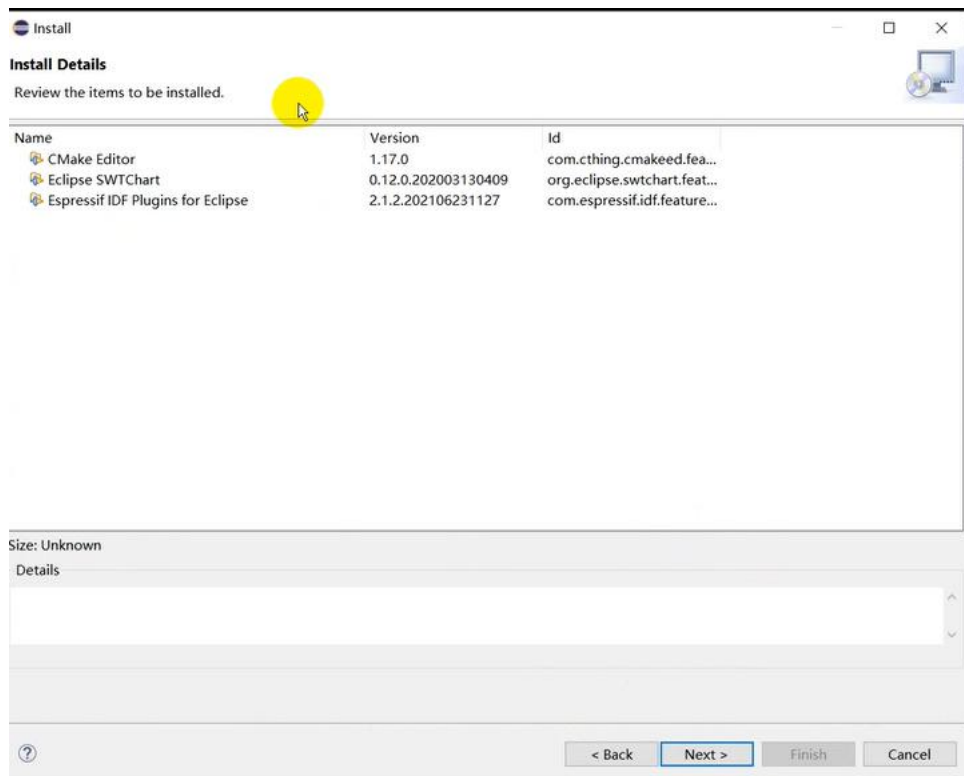 Install
Install Details
Review the items to be installed.
Name Version Id
CMake Editor 1.17.0 com.cthing.cmakeed.fea...
Eclipse SWTChart 0.12.0.202003130409 org.eclipse.swtchart.feat...
Espressif IDF Plugins for Eclipse 2.1.2.202106231127 com.espressif.idf.feature...
Size: Unknown
Details
? < Back Next > Finish Cancel